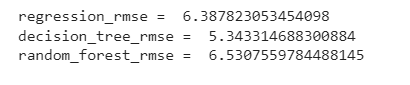 regression_rmse =  6.387823053454098
decision_tree_rmse =  5.343314688300884
random_forest_rmse =  6.5307559784488145